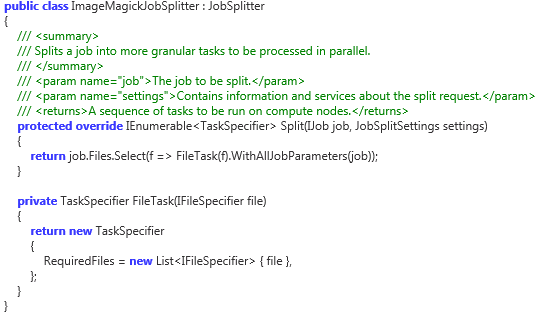 public class ImageMagickJobSplitter : JobSplitter
{
    /// <summary>
    /// Splits a job into more granular tasks to be processed in parallel.
    /// </summary>
    /// <param name="job">The job to be split.</param>
    /// <param name="settings">Contains information and services about the split request.</param>
    /// <returns>A sequence of tasks to be run on compute nodes.</returns>
    protected override IEnumerable<TaskSpecifier> Split(IJob job, JobSplitSettings settings)
    {
        return job.Files.Select(f => FileTask(f).WithAllJobParameters(job));
    }

    private TaskSpecifier FileTask(IFileSpecifier file)
    {
        return new TaskSpecifier
        {
            RequiredFiles = new List<IFileSpecifier> { file },
        };
    }
}